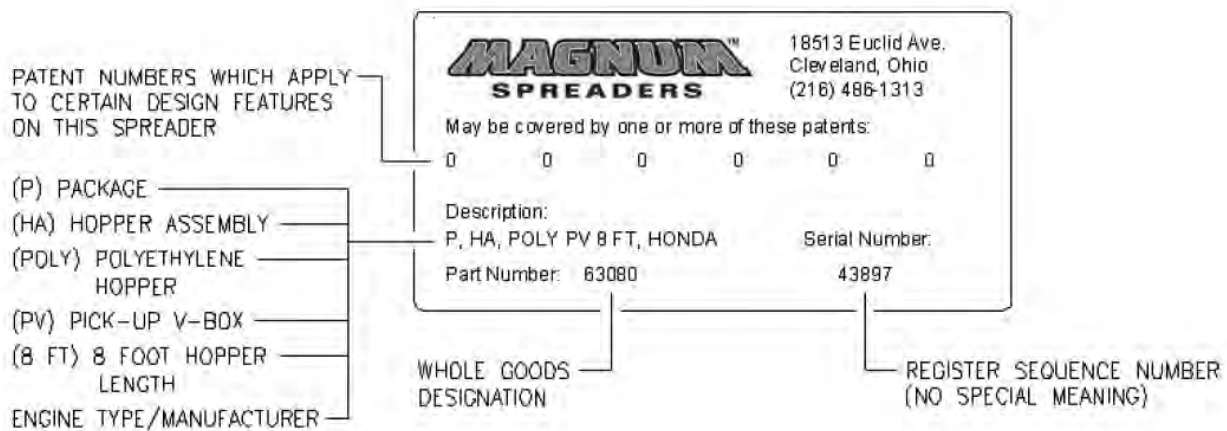 MAGNUM™
SPREADERS
18513 Euclid Ave.
Cleveland, Ohio
(216) 486-1313
May be covered by one or more of these patents:
0 0 0 0 0 0
Description:
P, HA, POLY PV 8 FT, HONDA
Serial Number:
Part Number: 63080
43897
PATENT NUMBERS WHICH APPLY
TO CERTAIN DESIGN FEATURES
ON THIS SPREADER
(P) PACKAGE
(HA) HOPPER ASSEMBLY
(POLY) POLYETHYLENE
HOPPER
(PV) PICK-UP V-BOX
(8 FT) 8 FOOT HOPPER
LENGTH
ENGINE TYPE/MANUFACTURER
WHOLE GOODS
DESIGNATION
REGISTER SEQUENCE NUMBER
(NO SPECIAL MEANING)